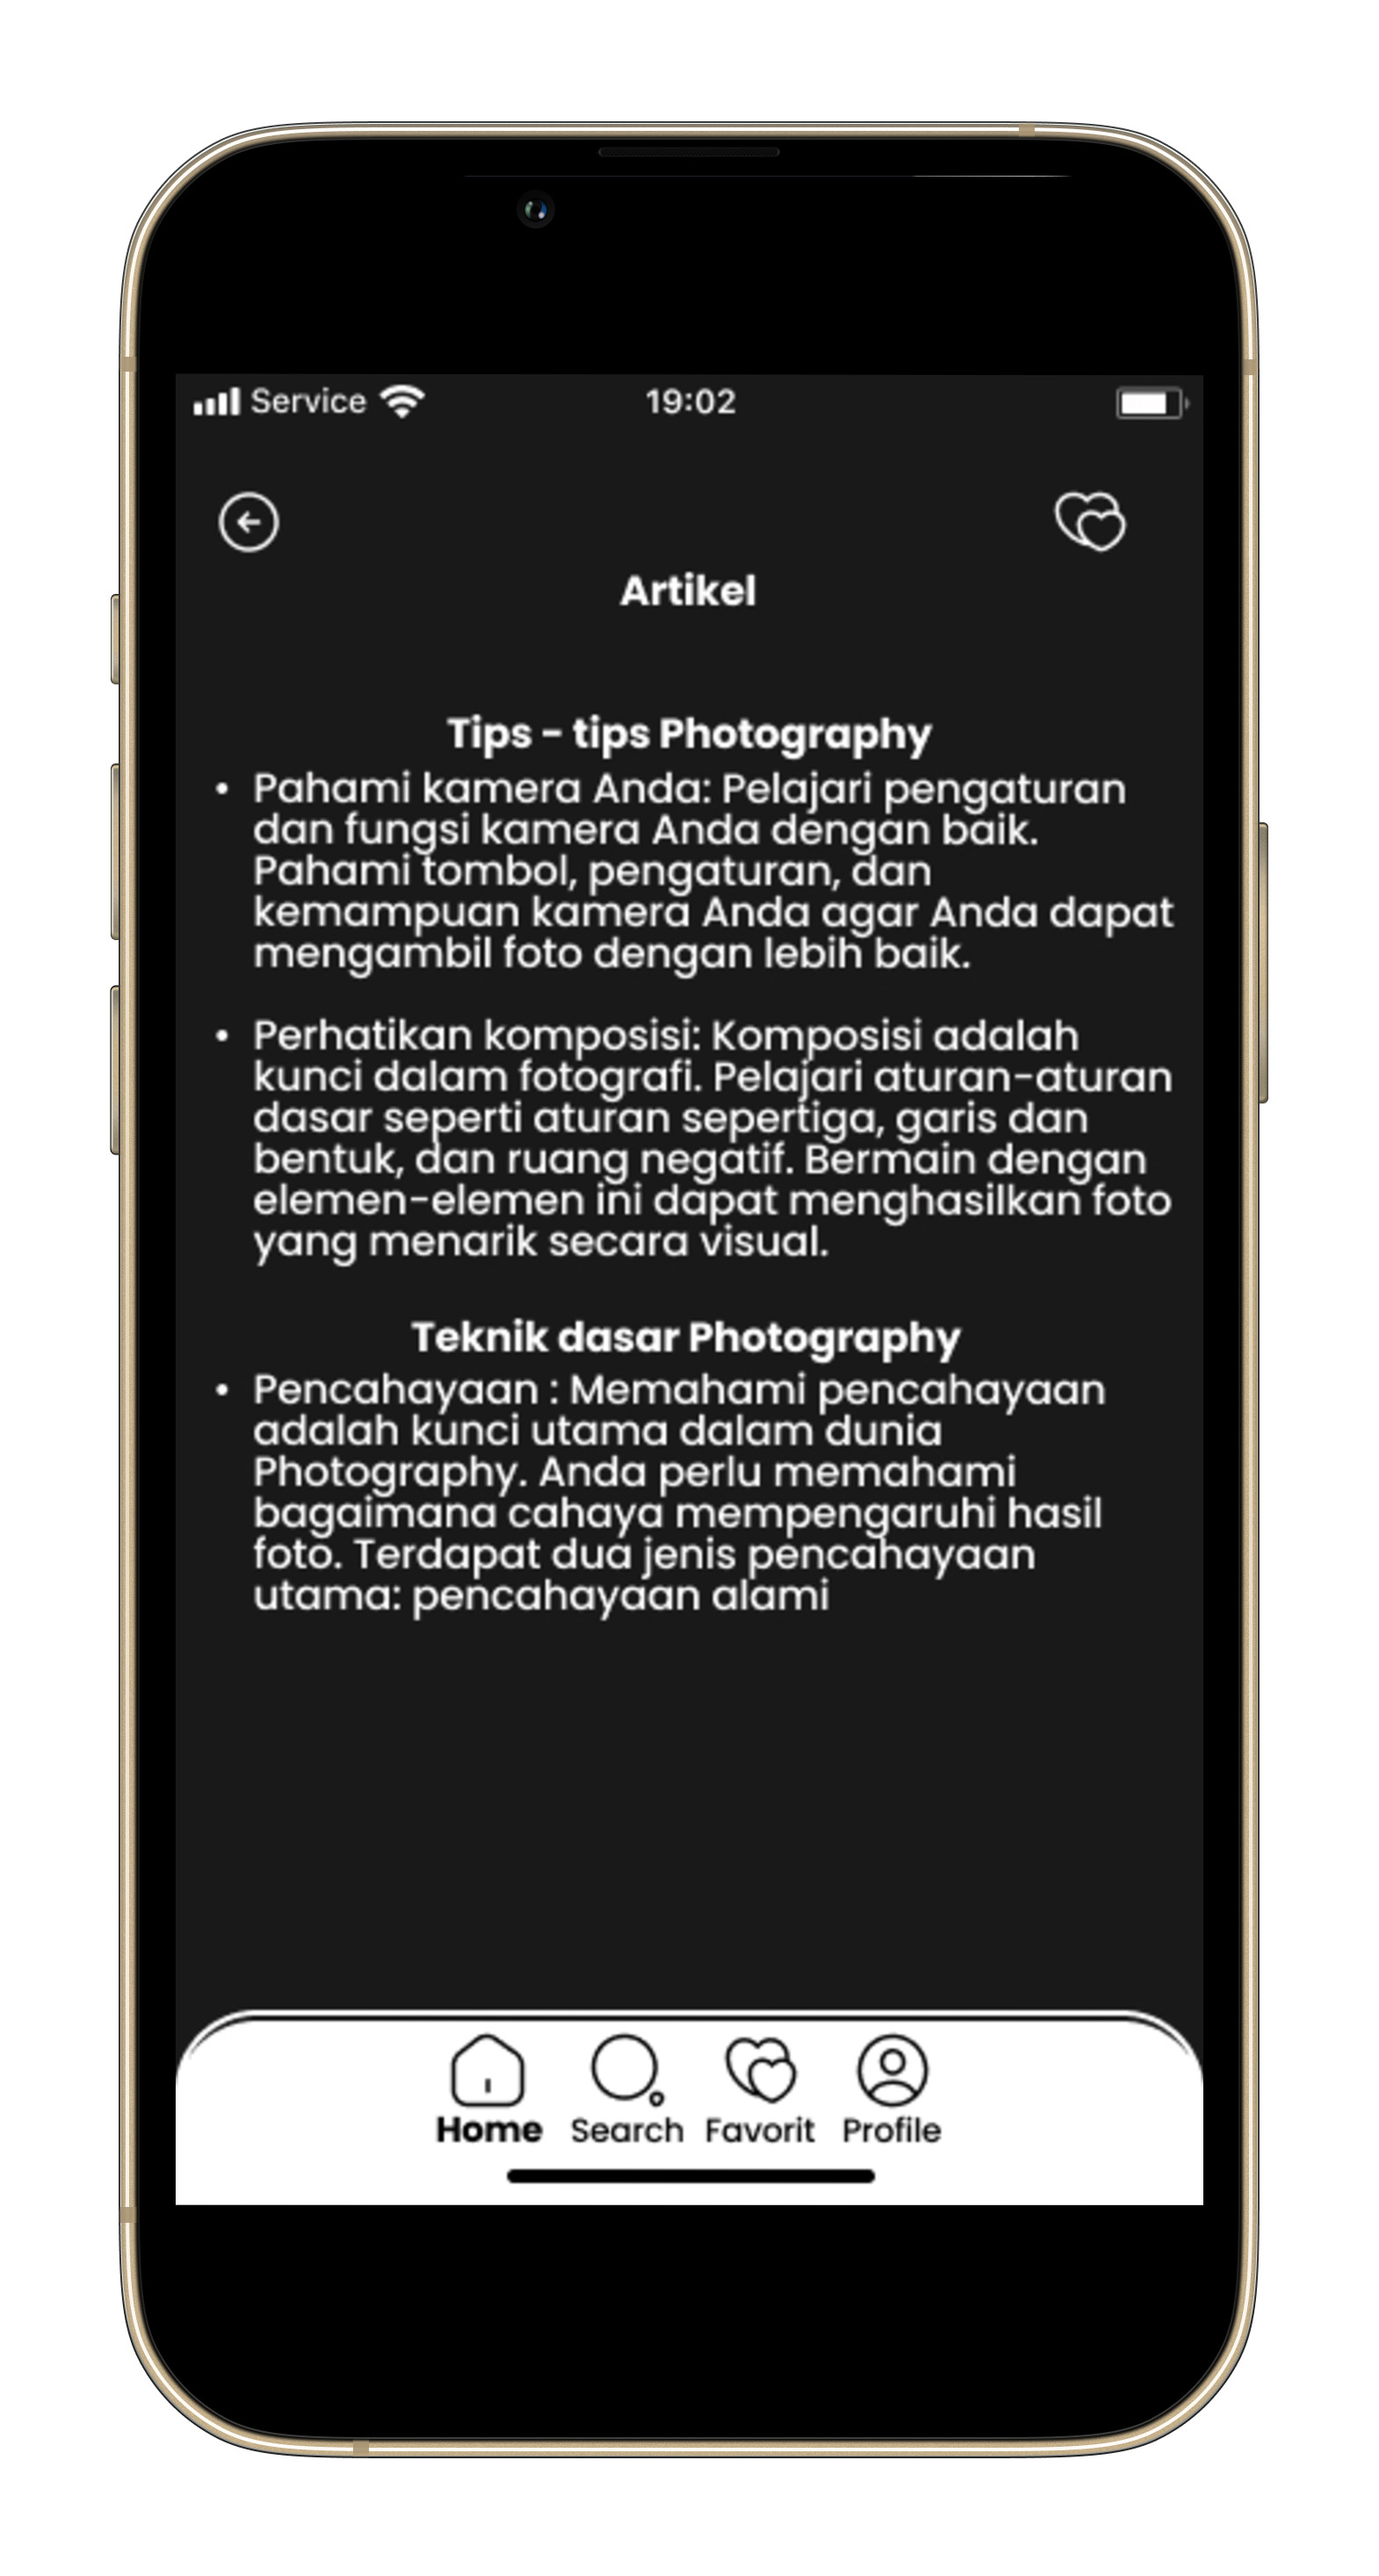 Service
19:02
Artikel
Tips - tips Photography
• Pahami kamera Anda: Pelajari pengaturan
dan fungsi kamera Anda dengan baik.
Pahami tombol, pengaturan, dan
kemampuan kamera Anda agar Anda dapat
mengambil foto dengan lebih baik.
• Perhatikan komposisi: Komposisi adalah
kunci dalam fotografi. Pelajari aturan-aturan
dasar seperti aturan sepertiga, garis dan
bentuk, dan ruang negatif. Bermain dengan
elemen-elemen ini dapat menghasilkan foto
yang menarik secara visual.
Teknik dasar Photography
• Pencahayaan : Memahami pencahayaan
adalah kunci utama dalam dunia
Photography. Anda perlu memahami
bagaimana cahaya mempengaruhi hasil
foto. Terdapat dua jenis pencahayaan
utama: pencahayaan alami
Home Search Favorit Profile